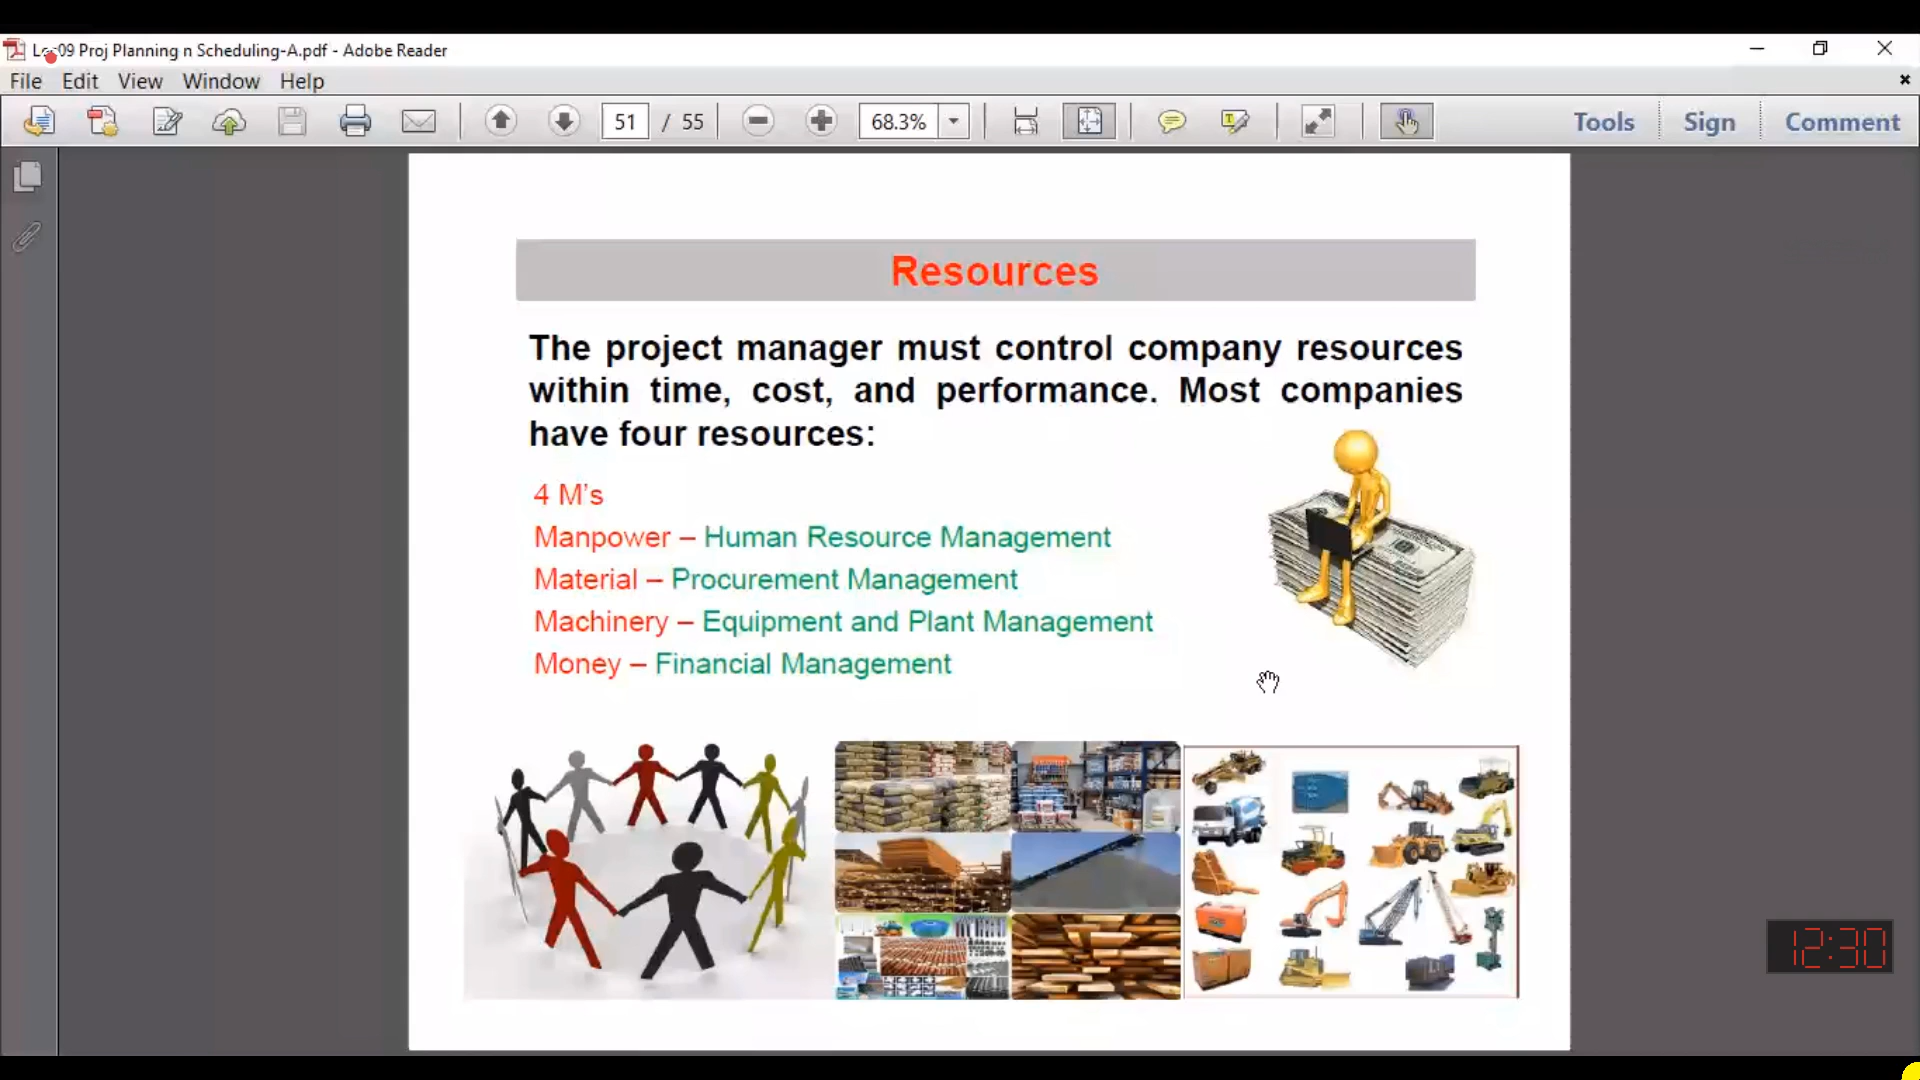 Lec09 Proj Planning n Scheduling-A.pdf - Adobe Reader
File Edit View Window Help
51 / 55 68.3% Tools Sign Comment
Resources
The project manager must control company resources
within time, cost, and performance. Most companies
have four resources:
4 M's
Manpower – Human Resource Management
Material – Procurement Management
Machinery – Equipment and Plant Management
Money – Financial Management
12:30